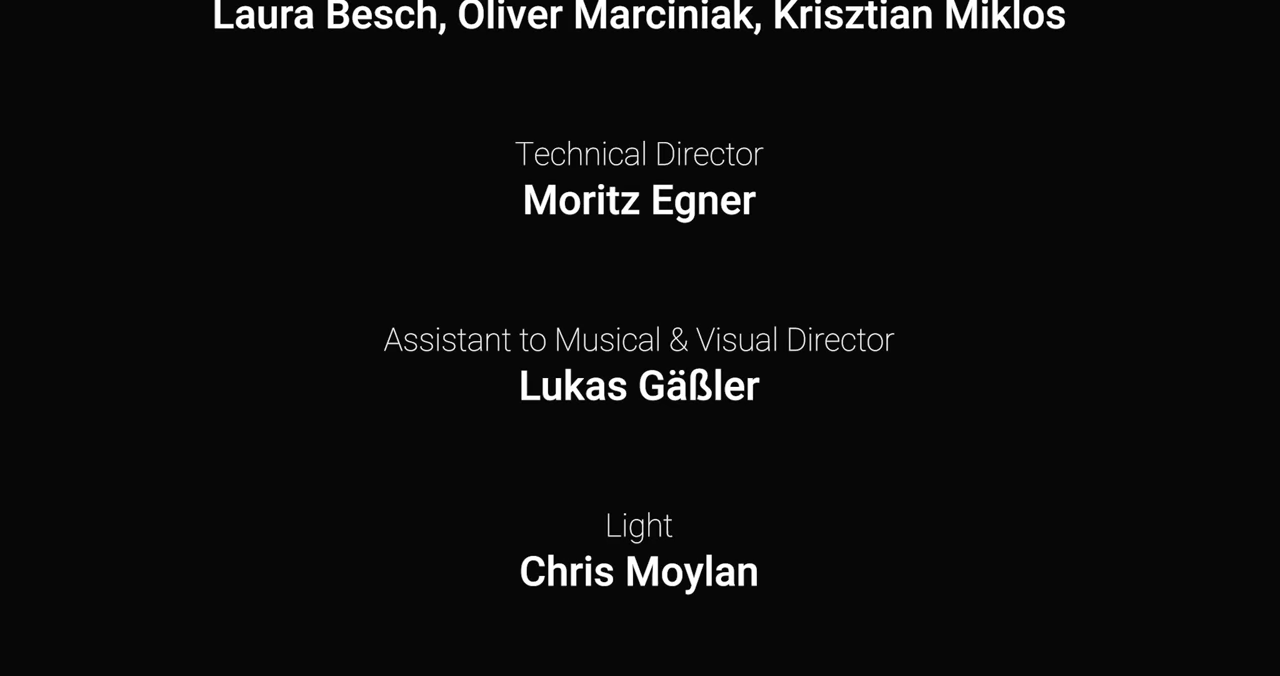 Laura Besch, Oliver Marciniak, Krisztian Miklos
Technical Director
Moritz Egner
Assistant to Musical & Visual Director
Lukas Gäßler
Light
Chris Moylan